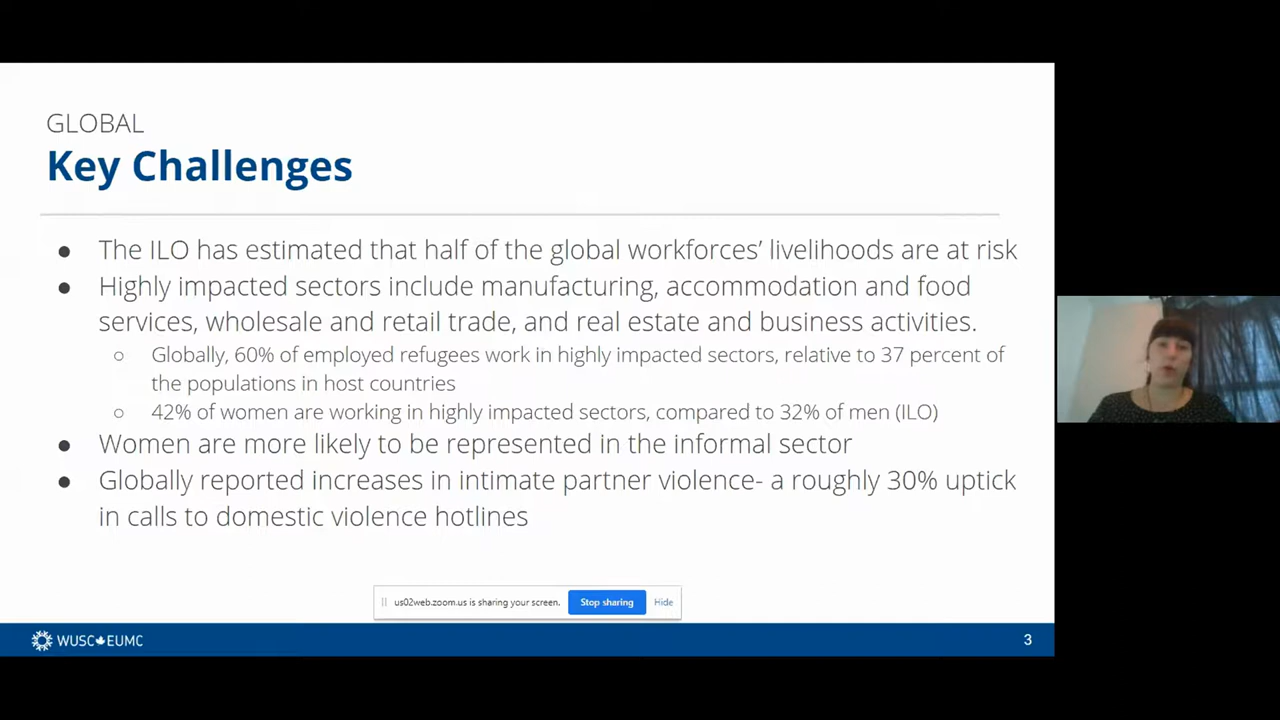 GLOBAL
Key Challenges
● The ILO has estimated that half of the global workforces’ livelihoods are at risk
● Highly impacted sectors include manufacturing, accommodation and food
services, wholesale and retail trade, and real estate and business activities.
○ Globally, 60% of employed refugees work in highly impacted sectors, relative to 37 percent of
the populations in host countries
○ 42% of women are working in highly impacted sectors, compared to 32% of men (ILO)
● Women are more likely to be represented in the informal sector
● Globally reported increases in intimate partner violence- a roughly 30% uptick
in calls to domestic violence hotlines
us02web.zoom.us is sharing your screen. Stop sharing Hide
WUSC EUMC 3